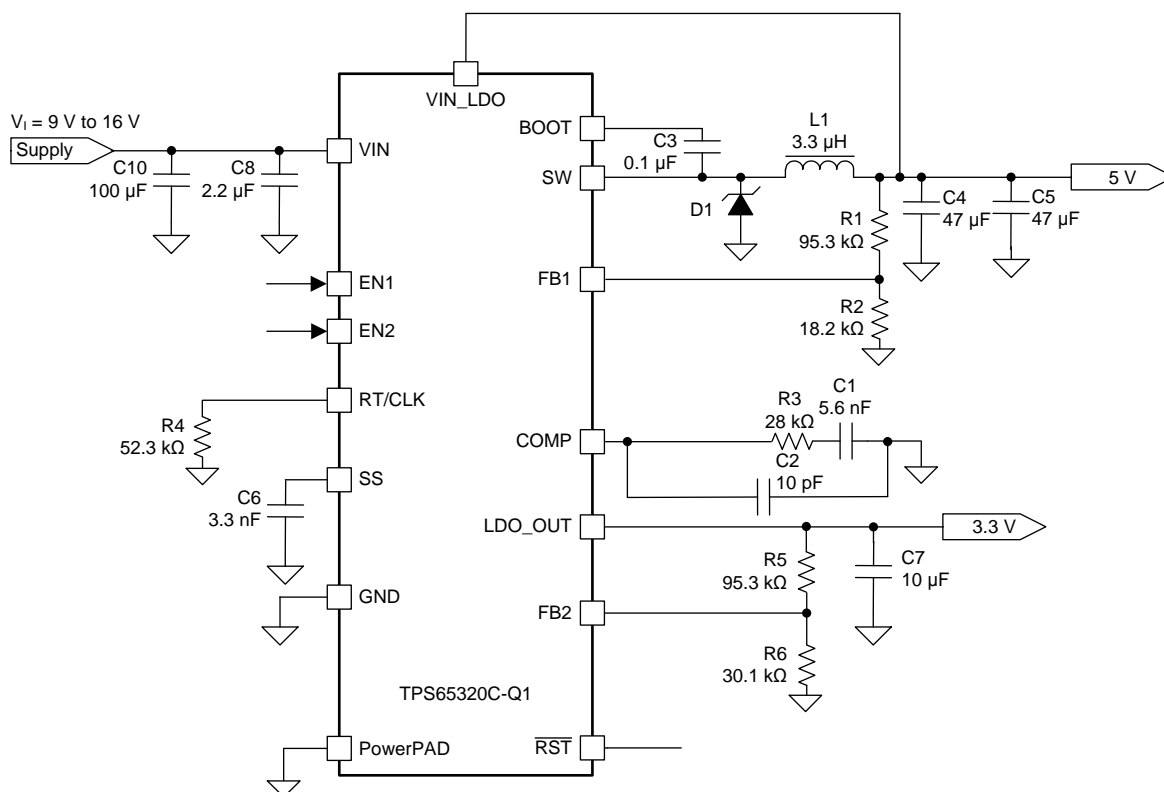 VIN_LDO
V_I = 9 V to 16 V
Supply
C10
100 µF
C8
2.2 µF
VIN
BOOT
C3
0.1 µF
L1
3.3 µH
SW
D1
R1
95.3 kΩ
C4
47 µF
C5
47 µF
5 V
EN1
FB1
EN2
R2
18.2 kΩ
RT/CLK
R4
52.3 kΩ
COMP
R3
28 kΩ
C1
5.6 nF
C2
10 pF
SS
C6
3.3 nF
LDO_OUT
3.3 V
R5
95.3 kΩ
C7
10 µF
GND
FB2
R6
30.1 kΩ
TPS65320C-Q1
PowerPAD
RST